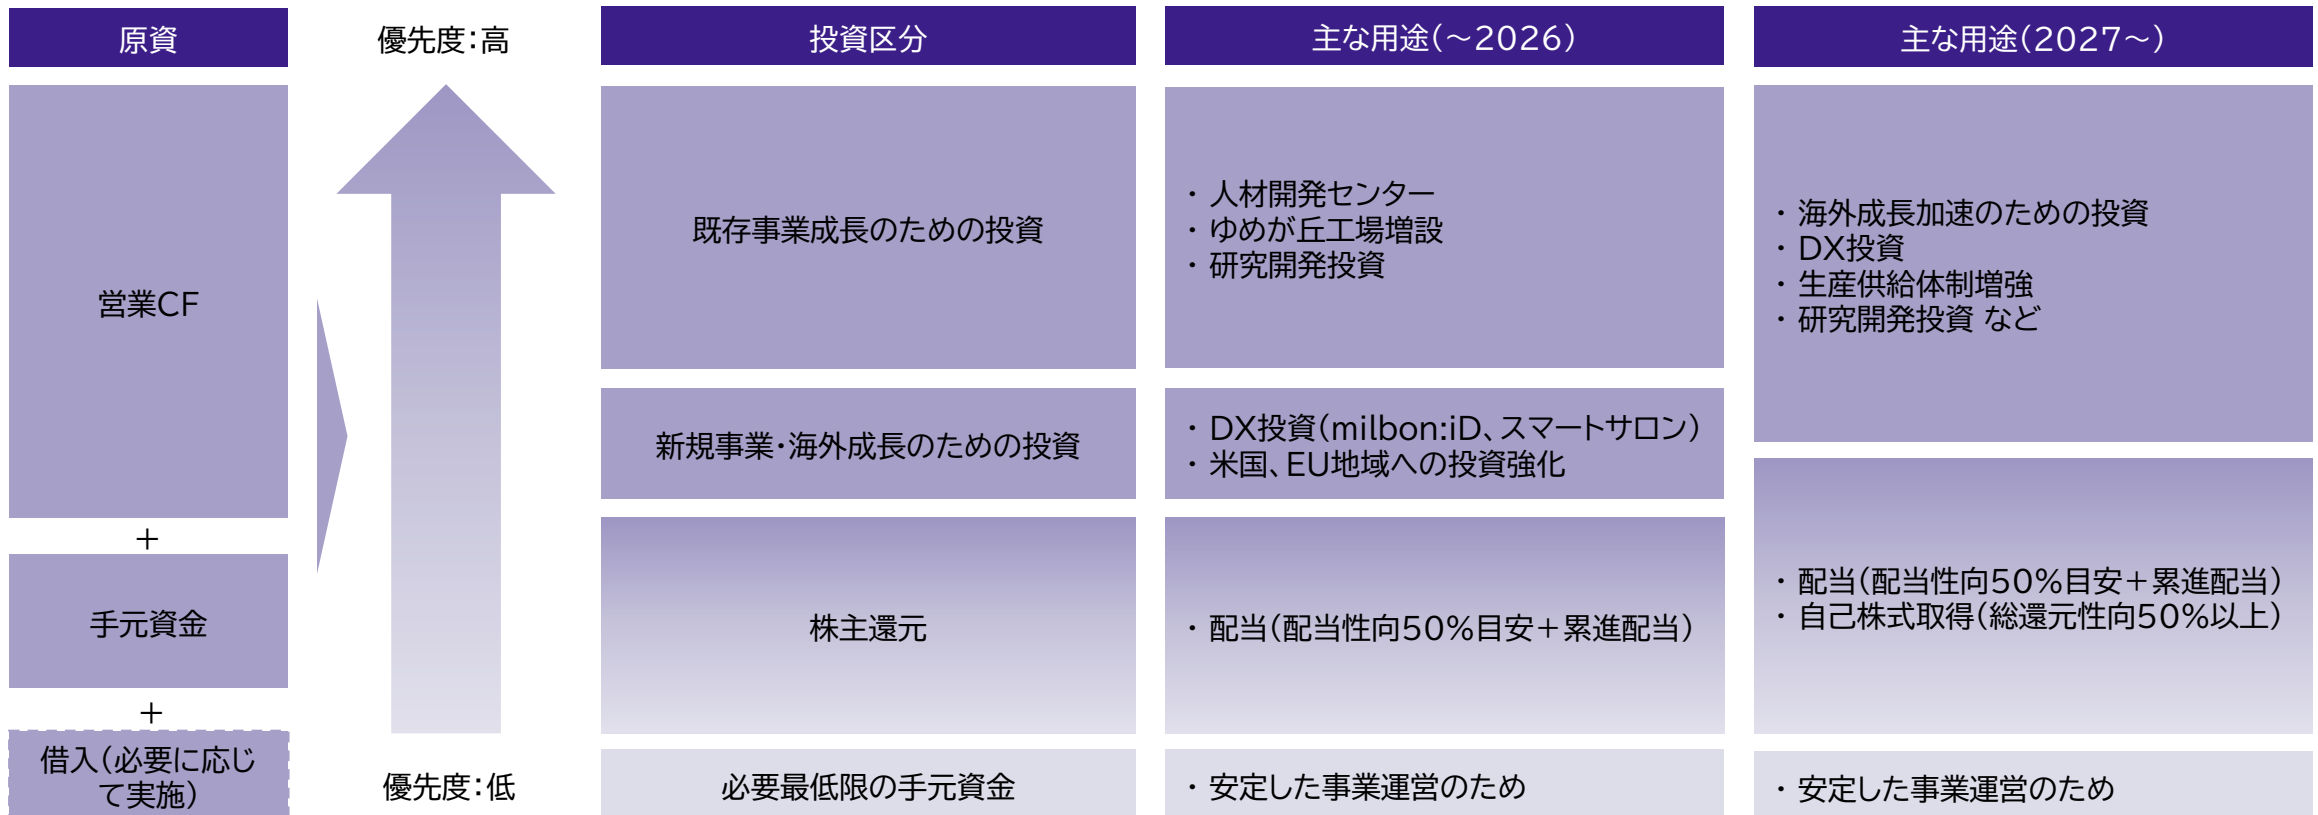 原資
営業CF
+
手元資金
+
借入(必要に応じ
て実施)
優先度:高
優先度:低
投資区分
既存事業成長のための投資
新規事業・海外成長のための投資
株主還元
必要最低限の手元資金
主な用途(～2026)
・人材開発センター
・ゆめが丘工場増設
・研究開発投資
・DX投資(milbon:iD、スマートサロン)
・米国、EU地域への投資強化
・配当(配当性向50%目安+累進配当)
・安定した事業運営のため
主な用途(2027～)
・海外成長加速のための投資
・DX投資
・生産供給体制増強
・研究開発投資 など
・配当(配当性向50%目安+累進配当)
・自己株式取得(総還元性向50%以上)
・安定した事業運営のため